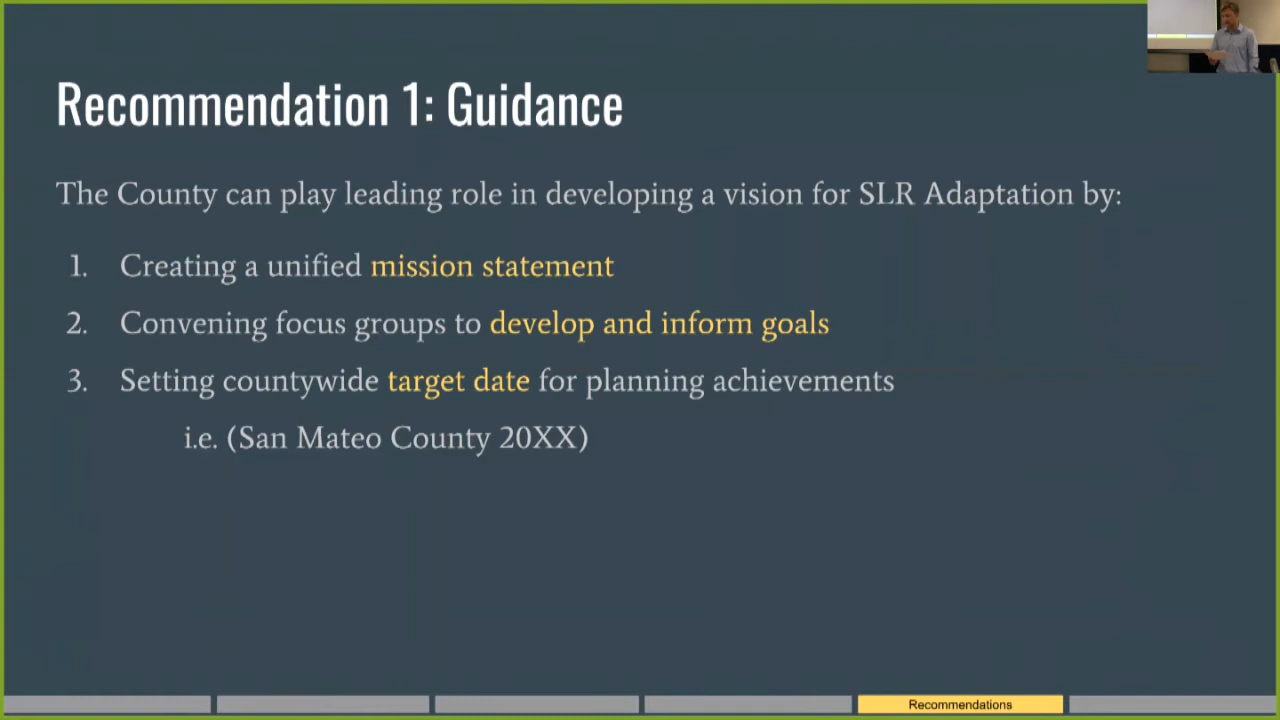 Recommendation 1: Guidance
The County can play leading role in developing a vision for SLR Adaptation by:
1. Creating a unified mission statement
2. Convening focus groups to develop and inform goals
3. Setting countywide target date for planning achievements
i.e. (San Mateo County 20XX)
Recommendations